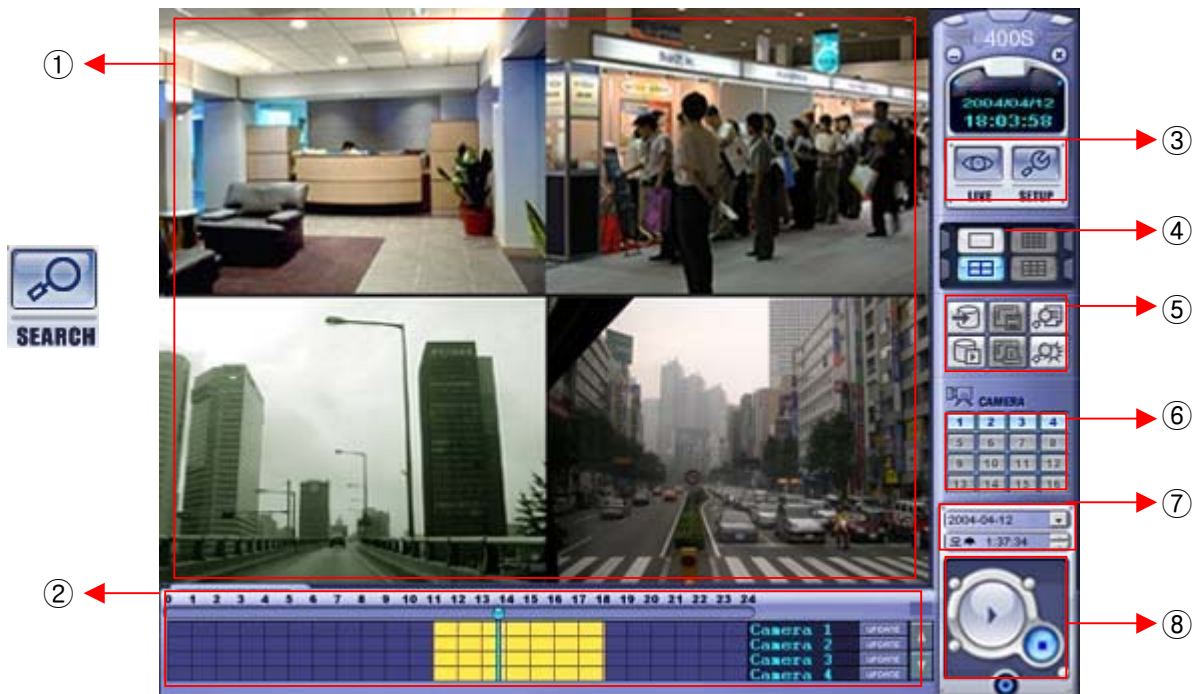 ①
400S
2004/04/12
18:03:58
③
LIVE SETUP
④
SEARCH
⑤
CAMERA
⑥
1 2 3 4
5 6 7 8
9 10 11 12
13 14 15 16
⑦
2004-04-12
1:37:34
②
0 1 2 3 4 5 6 7 8 9 10 11 12 13 14 15 16 17 18 19 20 21 22 23 24
⑧
Camera 1 UPDATE
Camera 2 UPDATE
Camera 3 UPDATE
Camera 4 UPDATE